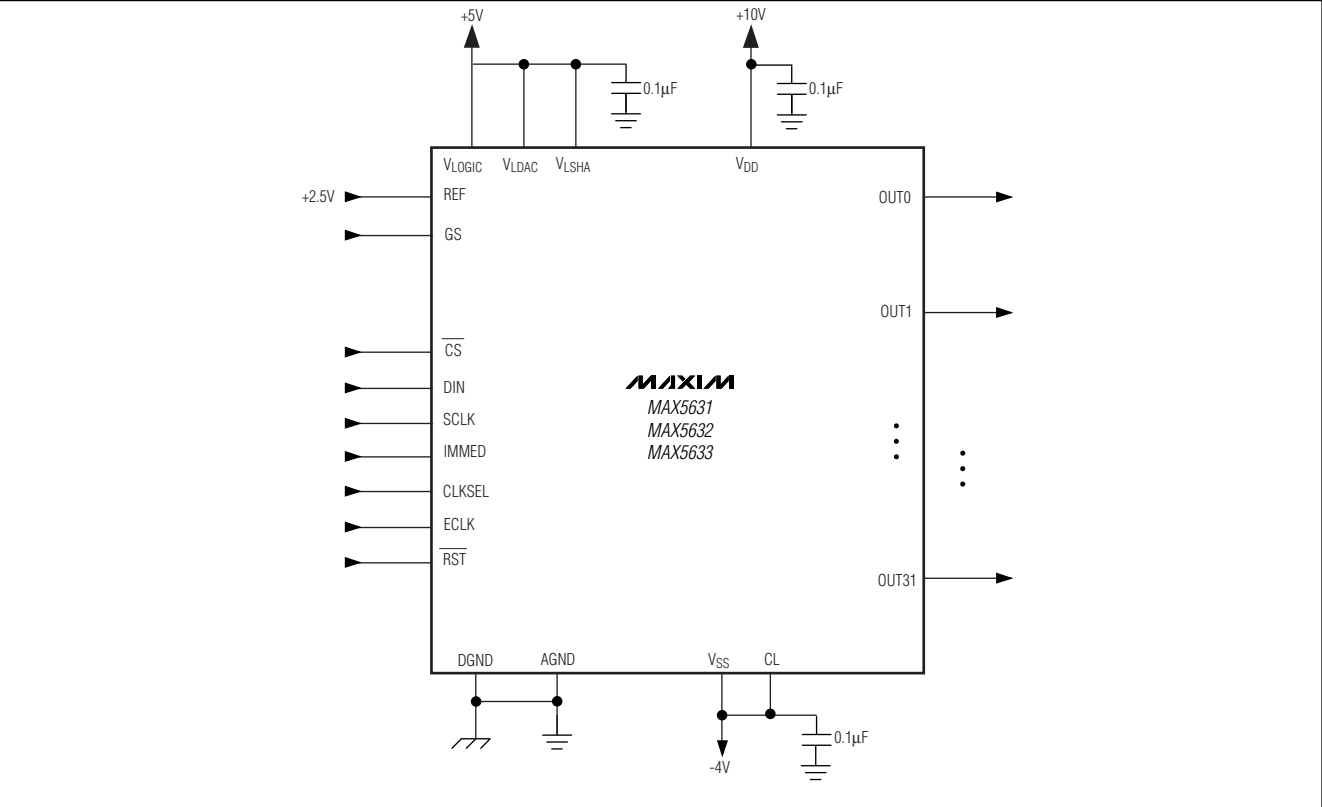 +5V +10V
0.1µF 0.1µF
VLOGIC VLDAC VLSHA VDD
+2.5V REF OUT0
GS
OUT1
CS
DIN
MAXIM
SCLK MAX5631
MAX5632
IMMED MAX5633
CLKSEL
ECLK
RST
OUT31
DGND AGND VSS CL
0.1µF
-4V